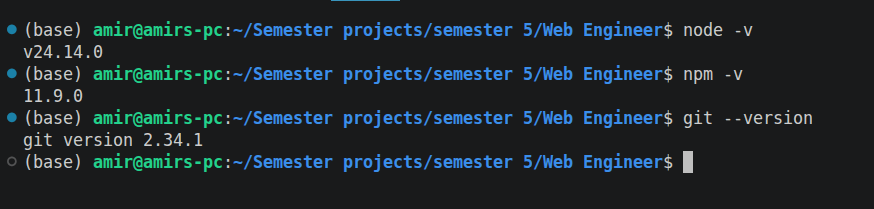 (base) amir@amirs-pc:~/Semester projects/semester 5/Web Engineer$ node -v
v24.14.0
(base) amir@amirs-pc:~/Semester projects/semester 5/Web Engineer$ npm -v
11.9.0
(base) amir@amirs-pc:~/Semester projects/semester 5/Web Engineer$ git --version
git version 2.34.1
(base) amir@amirs-pc:~/Semester projects/semester 5/Web Engineer$